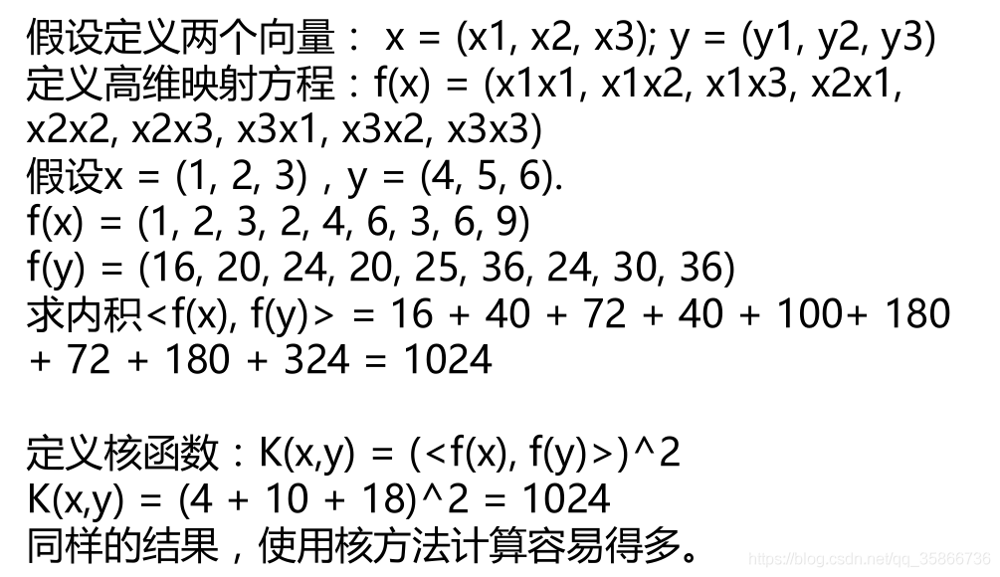 假设定义两个向量： x = (x1, x2, x3); y = (y1, y2, y3)
定义高维映射方程：f(x) = (x1x1, x1x2, x1x3, x2x1,
x2x2, x2x3, x3x1, x3x2, x3x3)
假设x = (1, 2, 3)，y = (4, 5, 6).
f(x) = (1, 2, 3, 2, 4, 6, 3, 6, 9)
f(y) = (16, 20, 24, 20, 25, 36, 24, 30, 36)
求内积<f(x), f(y)> = 16 + 40 + 72 + 40 + 100+ 180
+ 72 + 180 + 324 = 1024
定义核函数：K(x,y) = (<f(x), f(y)>)^2
K(x,y) = (4 + 10 + 18)^2 = 1024
同样的结果，使用核方法计算容易得多。
https://blog.csdn.net/qq_35866736